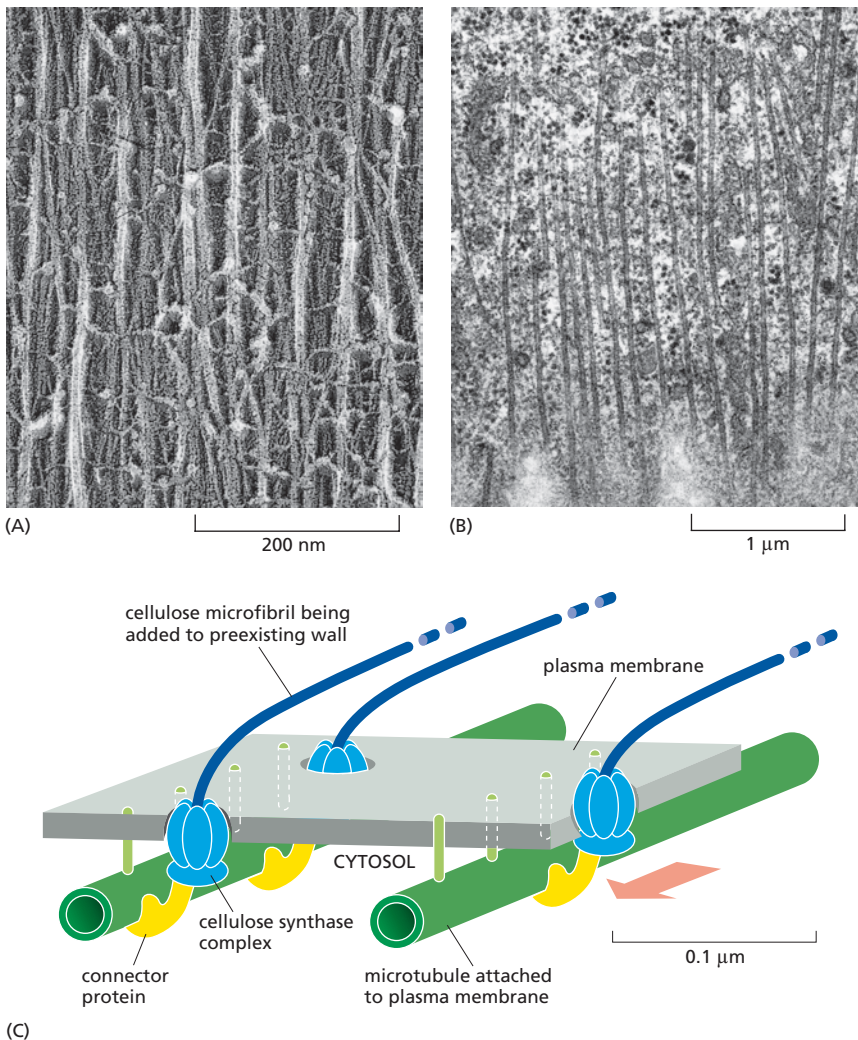 (A)
200 nm
(B)
1 μm
cellulose microfibril being
added to preexisting wall
plasma membrane
CYTOSOL
cellulose synthase
complex
connector
protein
microtubule attached
to plasma membrane
0.1 μm
(C)